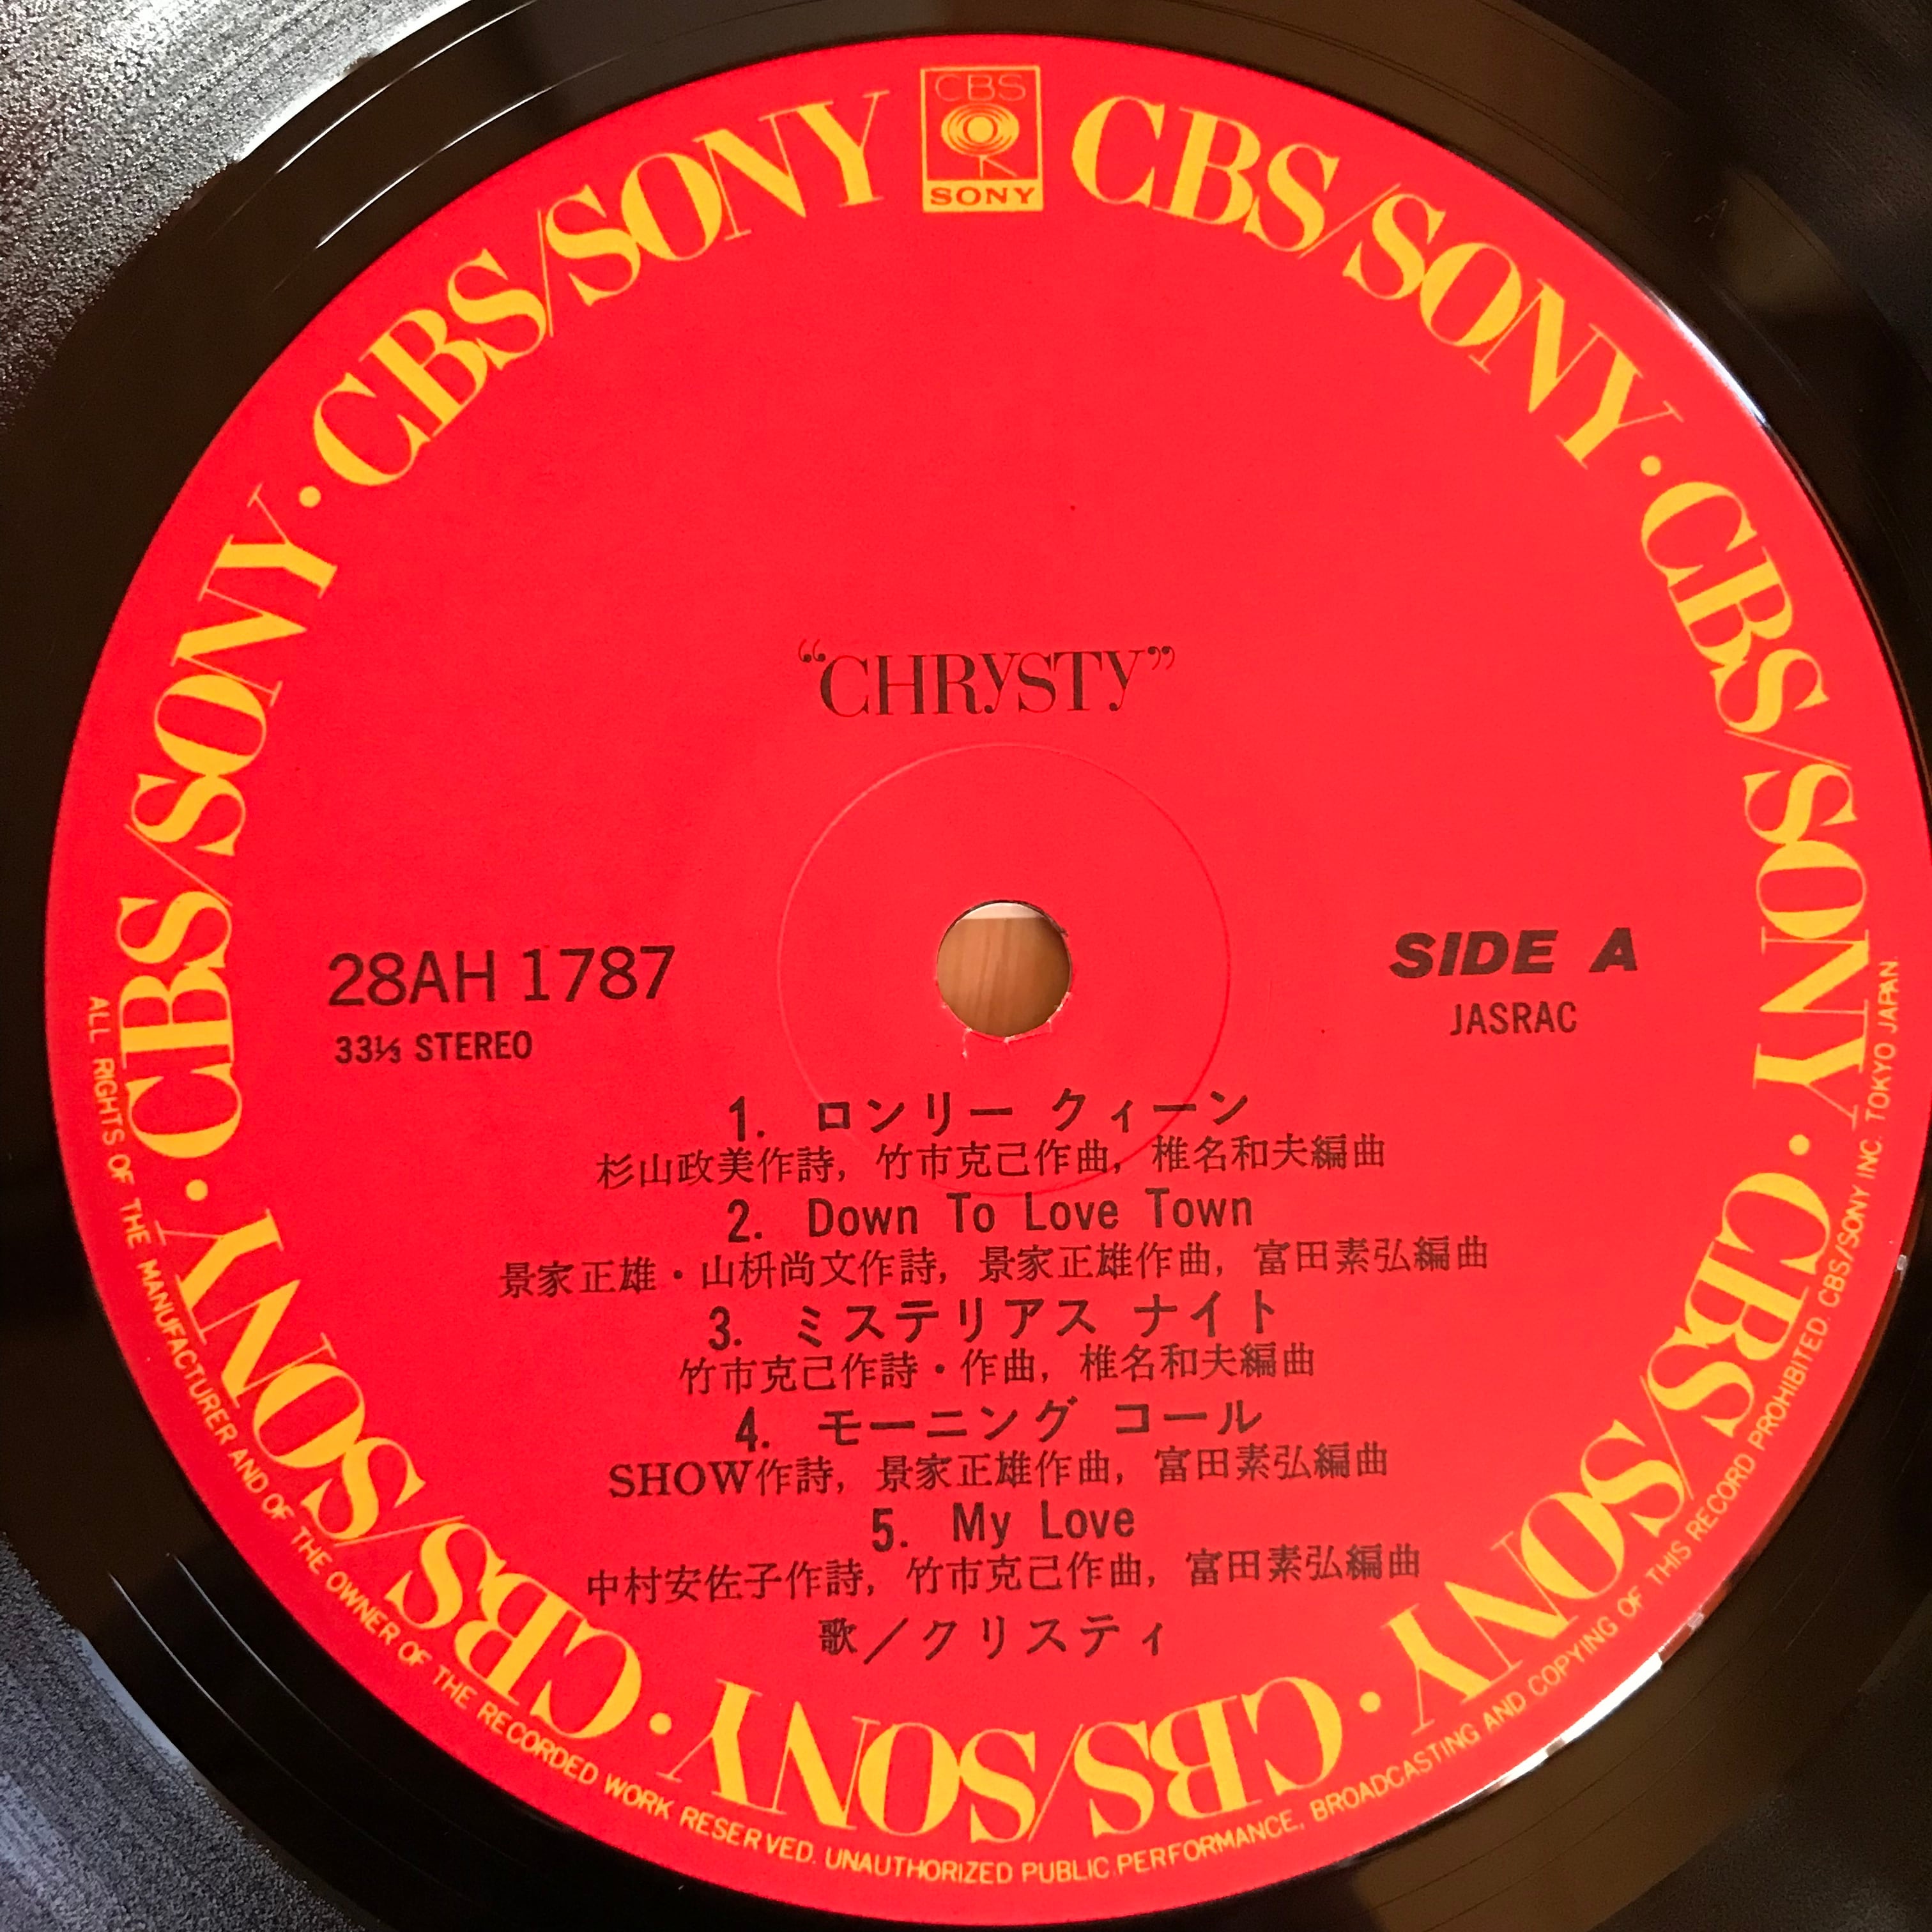 CBS
SONY
CBS/SONY · CBS/SONY · CBS/SONY · CBS/SONY · CBS/SONY · CBS/SONY · CBS/SONY · CBS/SONY
“CHRYSTY”
28AH 1787
SIDE A
33⅓ STEREO
JASRAC
1. ロンリー クィーン
杉山政美作詩, 竹市克己作曲, 椎名和夫編曲
2. Down To Love Town
景家正雄・山枡尚文作詩, 景家正雄作曲, 富田素弘編曲
3. ミステリアス ナイト
竹市克己作詩・作曲, 椎名和夫編曲
4. モーニング コール
SHOW作詩, 景家正雄作曲, 富田素弘編曲
5. My Love
中村安佐子作詩, 竹市克己作曲, 富田素弘編曲
歌／クリスティ
ALL RIGHTS OF THE MANUFACTURER AND OF THE OWNER OF THE RECORDED WORK RESERVED. UNAUTHORIZED PUBLIC PERFORMANCE, BROADCASTING AND COPYING OF THIS RECORD PROHIBITED. CBS/SONY INC. TOKYO JAPAN